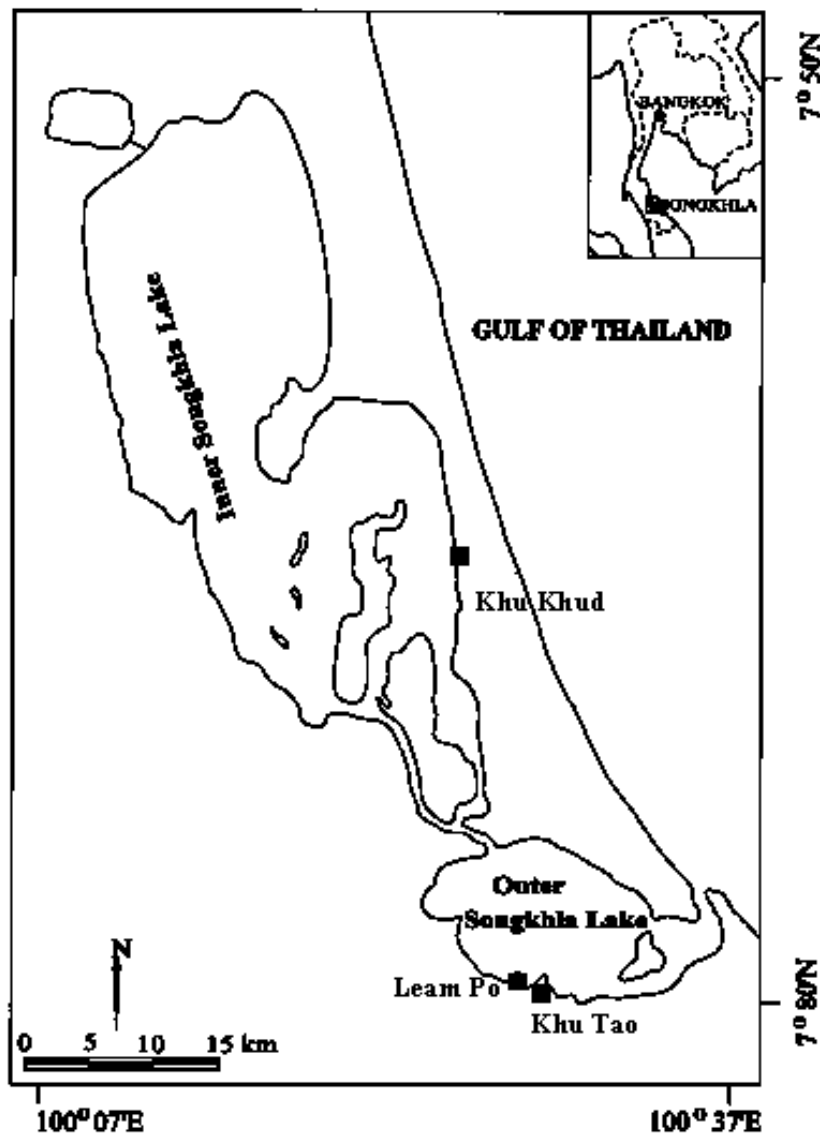 7° 50'N
BANGKOK
SONGKHLA
GULF OF THAILAND
Inner Songkhla Lake
Khu Khud
Outer
Songkhla Lake
Leam Po
Khu Tao
N
0 5 10 15 km
7° 80'N
100° 07'E
100° 37'E